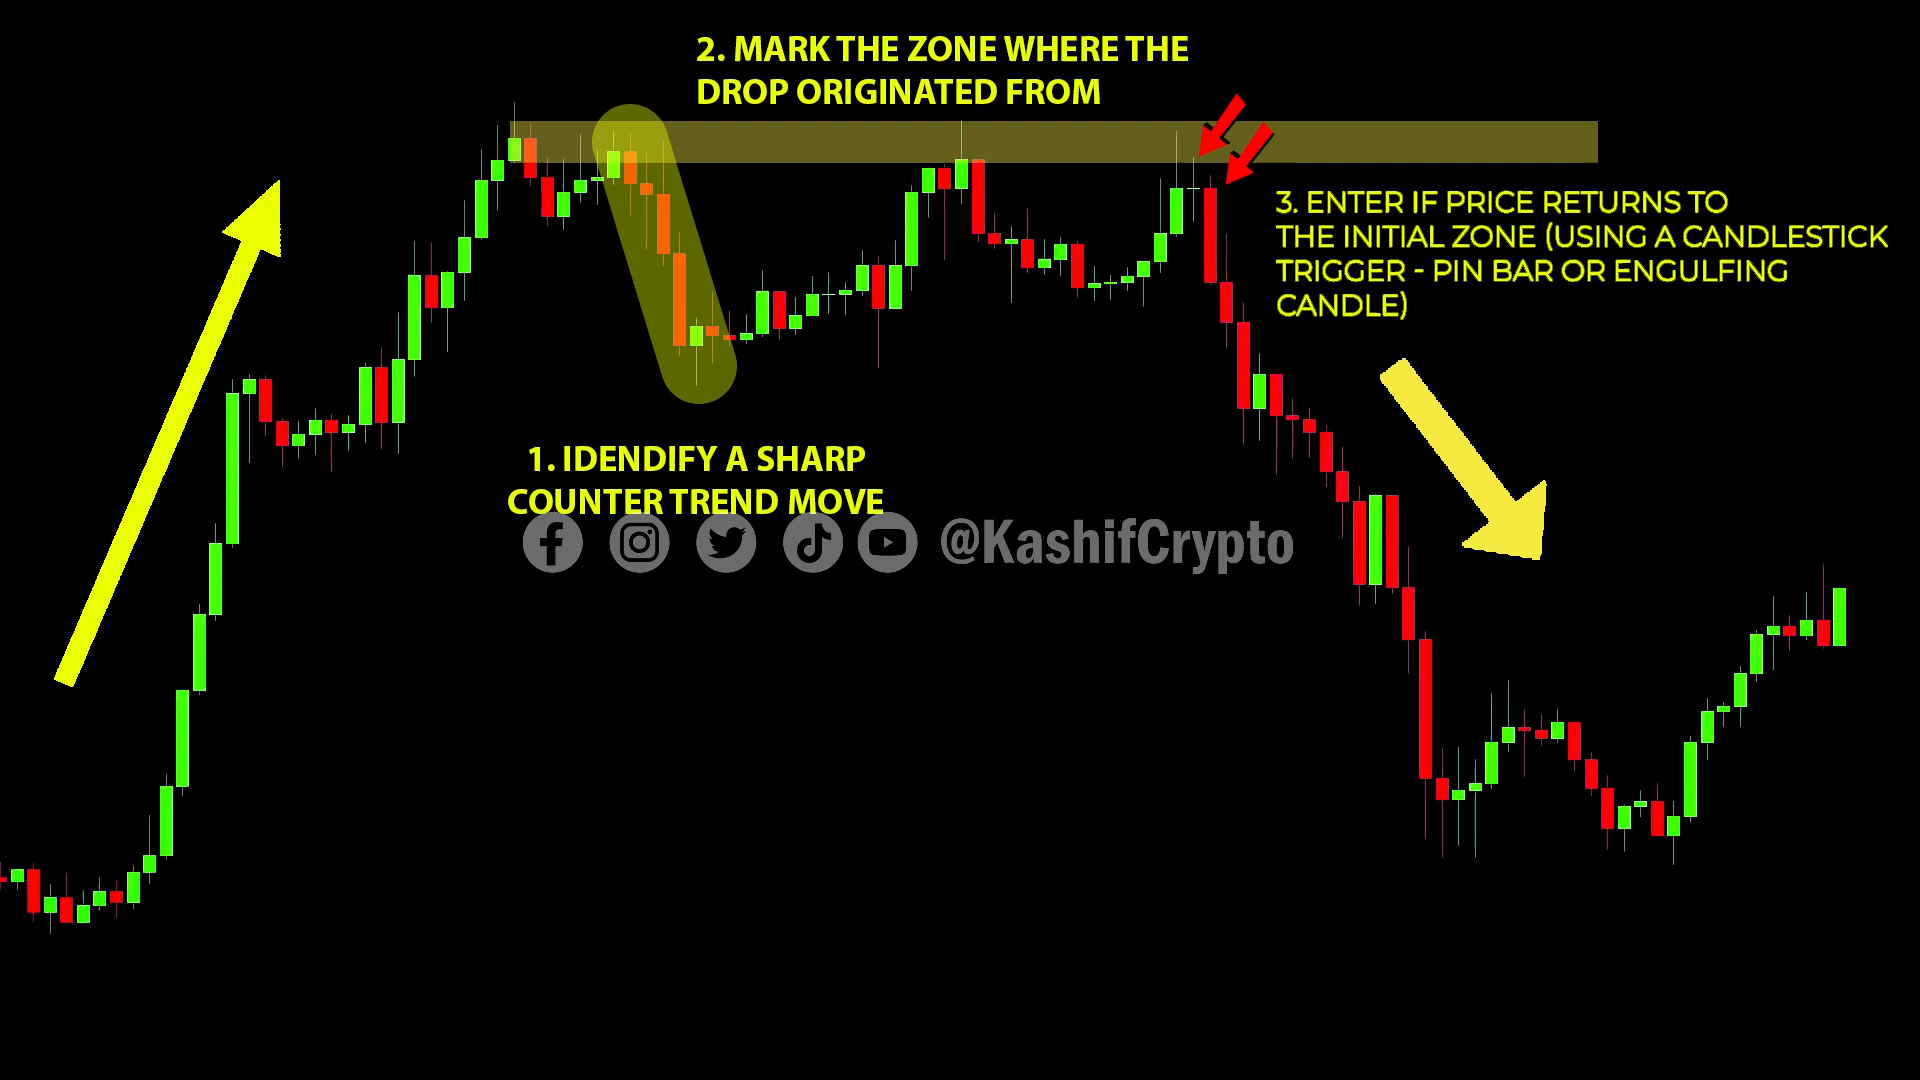 2. MARK THE ZONE WHERE THE
DROP ORIGINATED FROM
3. ENTER IF PRICE RETURNS TO
THE INITIAL ZONE (USING A CANDLESTICK
TRIGGER - PIN BAR OR ENGULFING
CANDLE)
1. IDENDIFY A SHARP
COUNTER TREND MOVE
@KashifCrypto